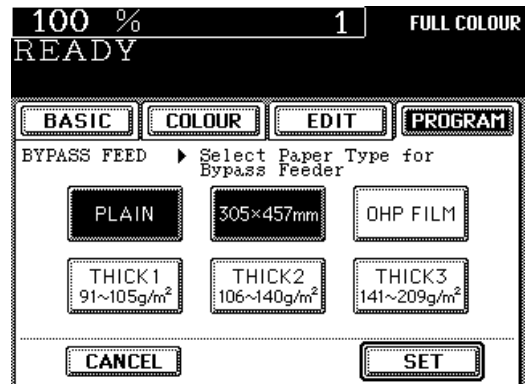 100 % 1 FULL COLOUR
READY
BASIC COLOUR EDIT PROGRAM
BYPASS FEED ▶ Select Paper Type for
Bypass Feeder
PLAIN 305×457mm OHP FILM
THICK1 THICK2 THICK3
91~105g/m² 106~140g/m² 141~209g/m²
CANCEL SET